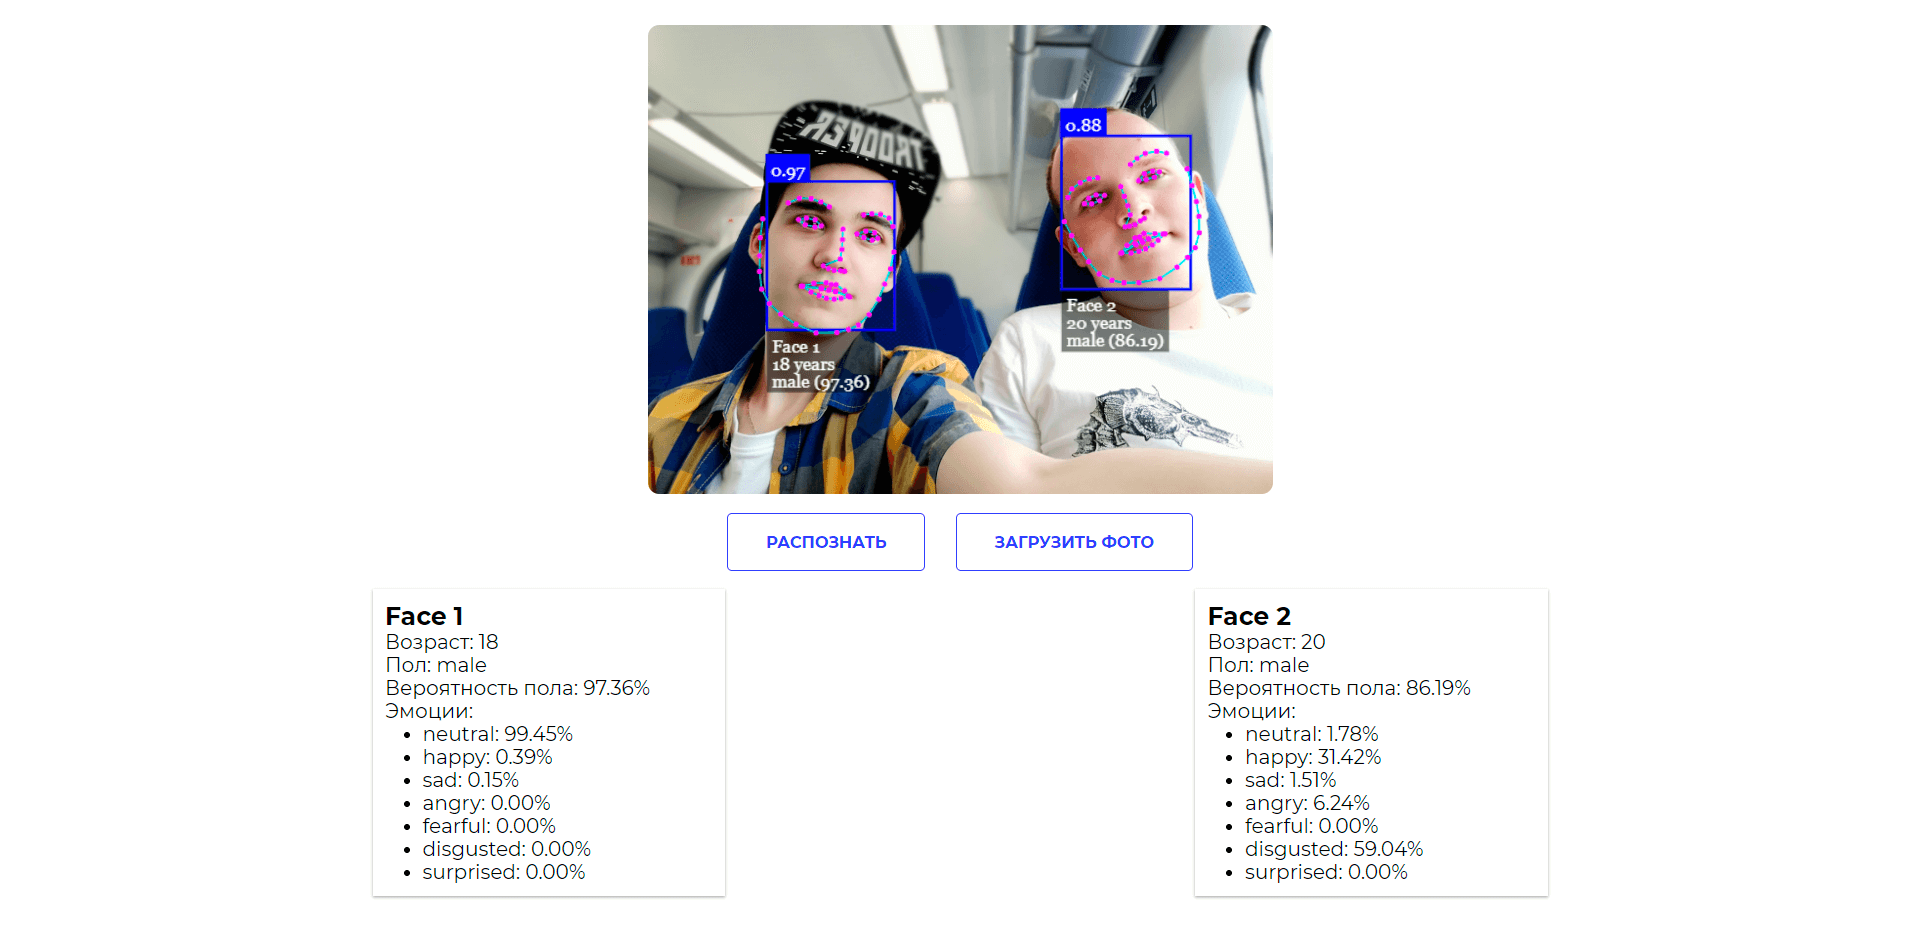 TROOPER
0.88
0.97
Face 2
20 years
male (86.19)
Face 1
18 years
male (97.36)
РАСПОЗНАТЬ
ЗАГРУЗИТЬ ФОТО
Face 1
Возраст: 18
Пол: male
Вероятность пола: 97.36%
Эмоции:
neutral: 99.45%
happy: 0.39%
sad: 0.15%
angry: 0.00%
fearful: 0.00%
disgusted: 0.00%
surprised: 0.00%
Face 2
Возраст: 20
Пол: male
Вероятность пола: 86.19%
Эмоции:
neutral: 1.78%
happy: 31.42%
sad: 1.51%
angry: 6.24%
fearful: 0.00%
disgusted: 59.04%
surprised: 0.00%